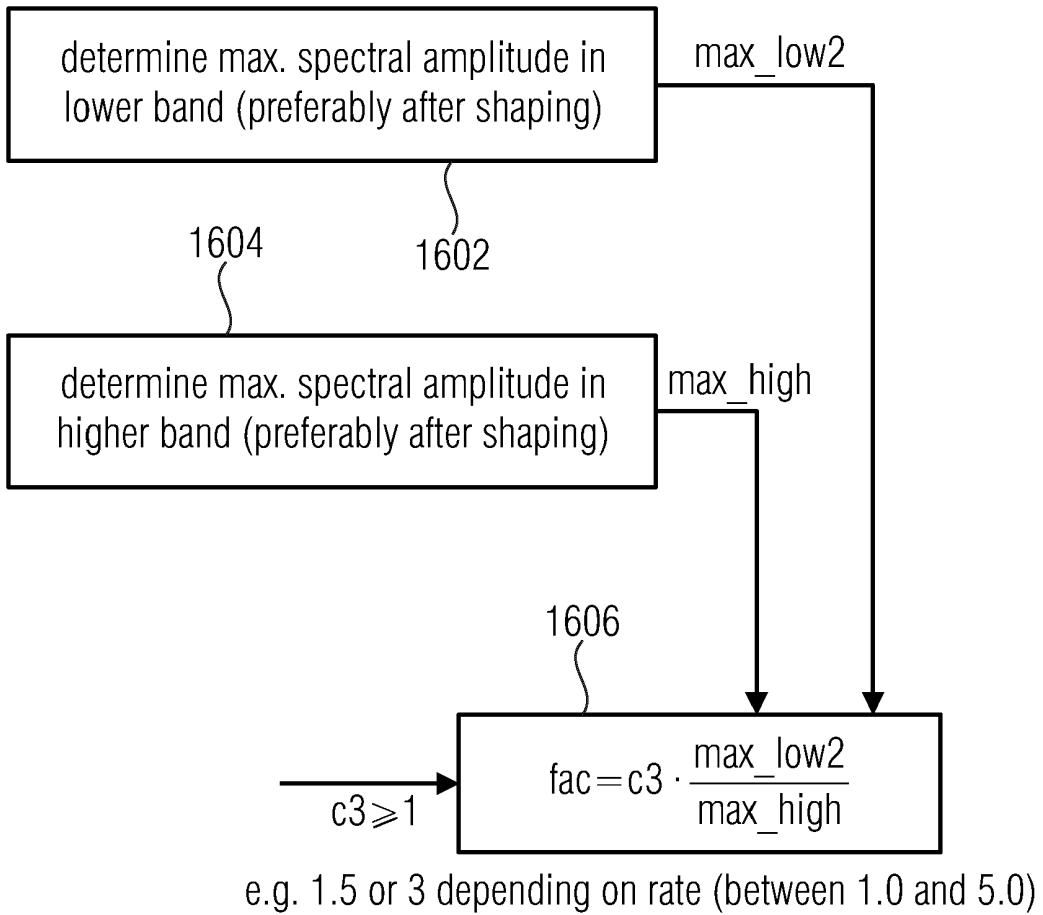 determine max. spectral amplitude in
lower band (preferably after shaping)
max_low2
1602
1604
determine max. spectral amplitude in
higher band (preferably after shaping)
max_high
1606
fac=c3 · max_low2
max_high
c3⩾1
e.g. 1.5 or 3 depending on rate (between 1.0 and 5.0)